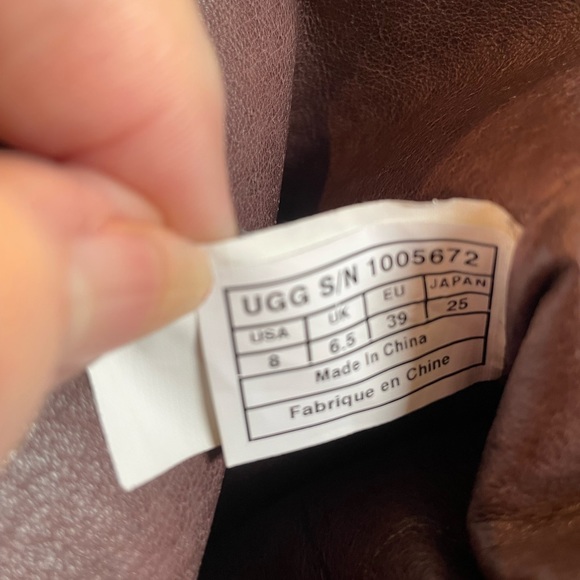 UGG S/N 1005672
USA UK EU JAPAN
8 6.5 39 25
Made In China
Fabrique en Chine